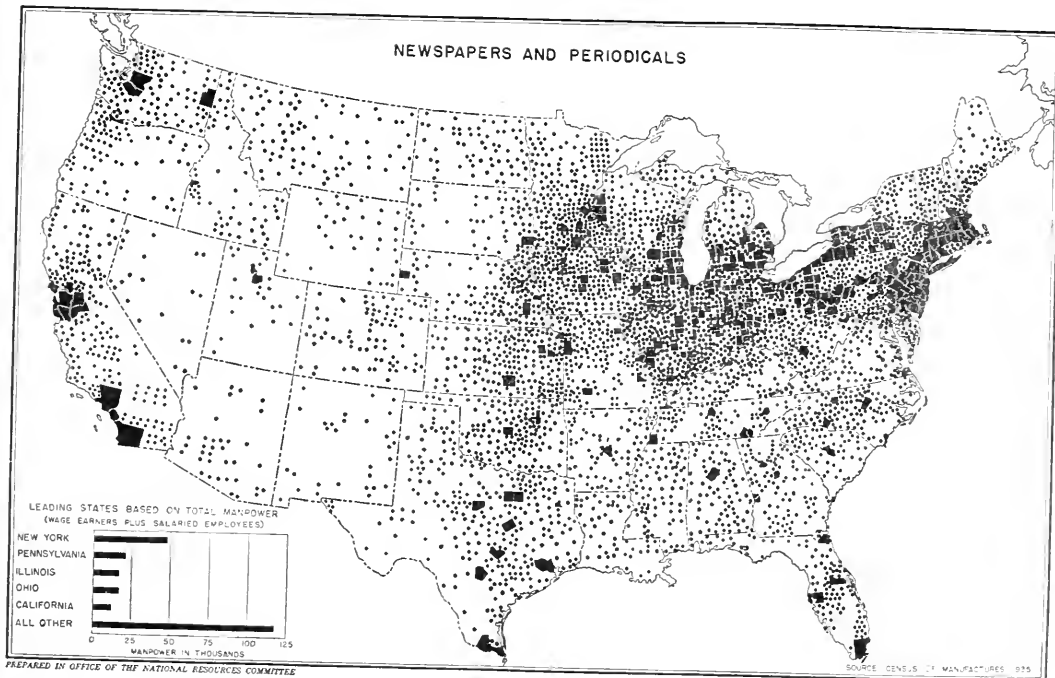 NEWSPAPERS AND PERIODICALS
LEADING STATES BASED ON TOTAL MANPOWER
(WAGE EARNERS PLUS SALARIED EMPLOYEES)
NEW YORK
PENNSYLVANIA
ILLINOIS
OHIO
CALIFORNIA
ALL OTHER
0 25 50 75 100 125
MANPOWER IN THOUSANDS
PREPARED IN OFFICE OF THE NATIONAL RESOURCES COMMITTEE
SOURCE: CENSUS OF MANUFACTURES